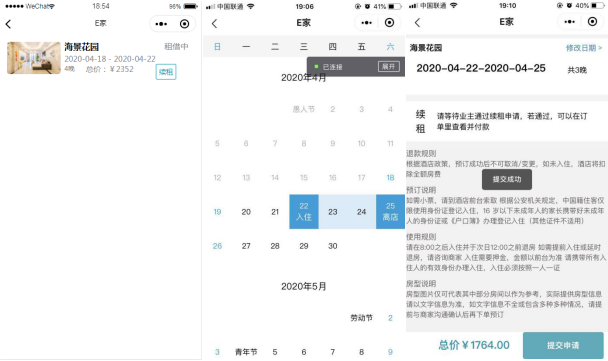 WeChat
18:54
98%
E家
海景花园
租借中
2020-04-18 - 2020-04-22
4晚 总价：¥2352
续租
中国联通
19:06
41%
E家
日 一 二 三 四 五 六
2020年4月
已连接
展开
愚人节 2 3 4
5 6 7 8 9 10 11
12 13 14 15 16 17 18
19 20 21 22 23 24 25
入住 离店
26 27 28 29 30
2020年5月
劳动节 2
3 青年节 5 6 7 8 9
中国联通
19:10
40%
E家
海景花园
修改日期 >
2020-04-22-2020-04-25
共3晚
续租
请等待业主通过续租申请，若通过，可以在订
单里查看并付款
退款规则
根据酒店政策，预订成功后不可取消/变更，如未入住，酒店将扣
除全额房费
提交成功
预订说明
如需小票，请到酒店前台索取 根据公安机关规定，中国籍住客仅
限使用身份证登记入住，16 岁以下未成年人的家长携带好未成年
人的身份证或《户口簿》办理登记入住（其他证件不适用）
使用规则
请在8:00之后入住并于次日12:00之前退房 如需提前入住或延时
退房，请咨询商家 入住需要押金，金额以前台为准 请携带所有入
住人的有效身份办理入住，入住必须按照一人一证
房型说明
房型图片仅可代表其中部分房间以作为参考，实际提供房型信息
请以文字信息为准，如文字信息不全或包含多种多种情况，请提
前与商家沟通确认后再下单预订
总价￥1764.00
提交申请